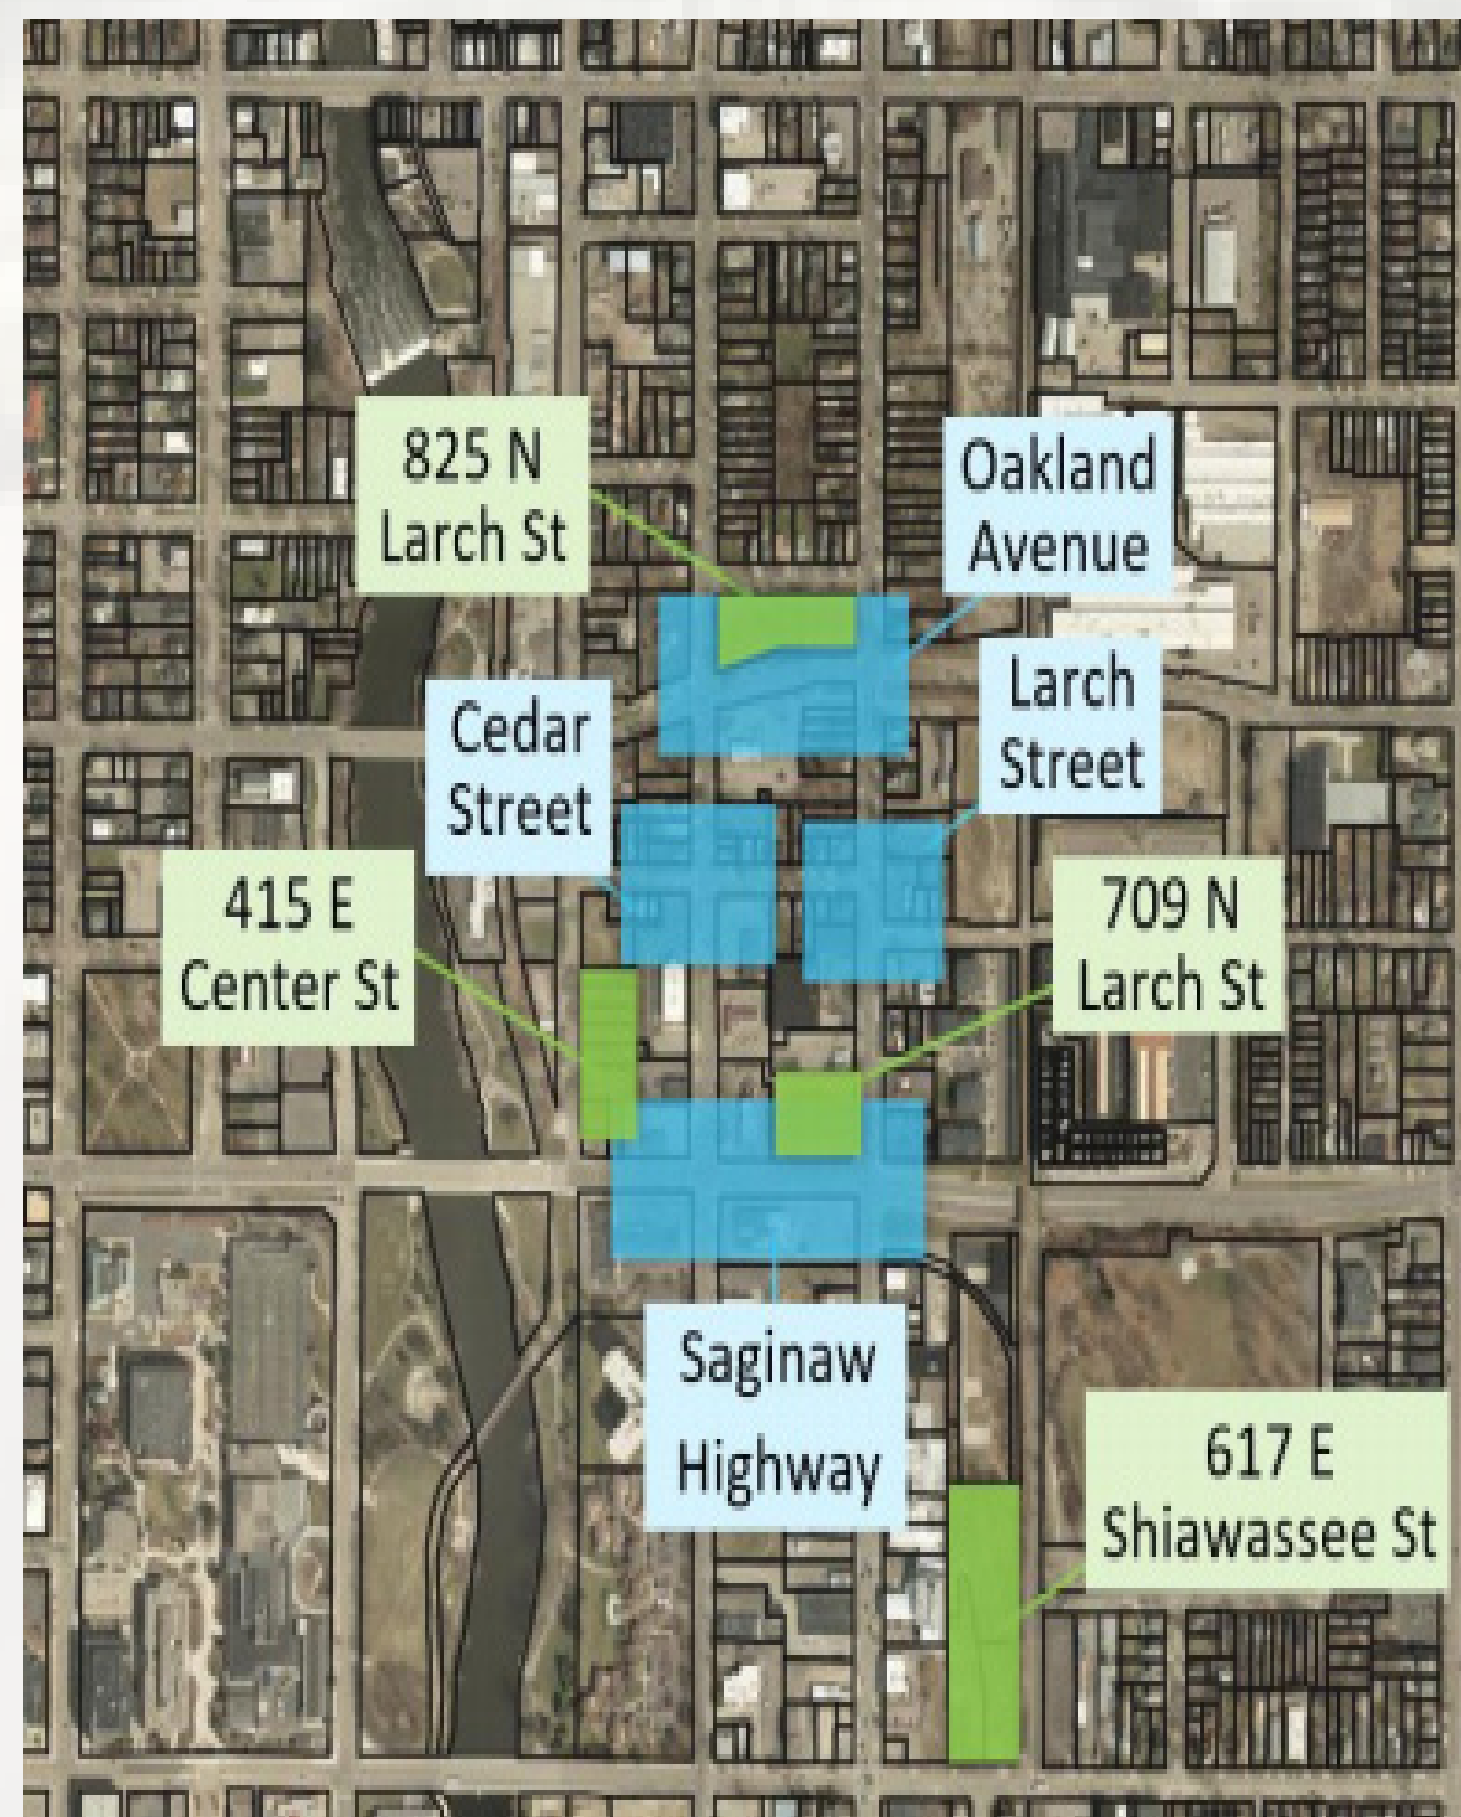 825 N
Larch St
Oakland
Avenue
Larch
Street
Cedar
Street
415 E
Center St
709 N
Larch St
Saginaw
Highway
617 E
Shiawassee St